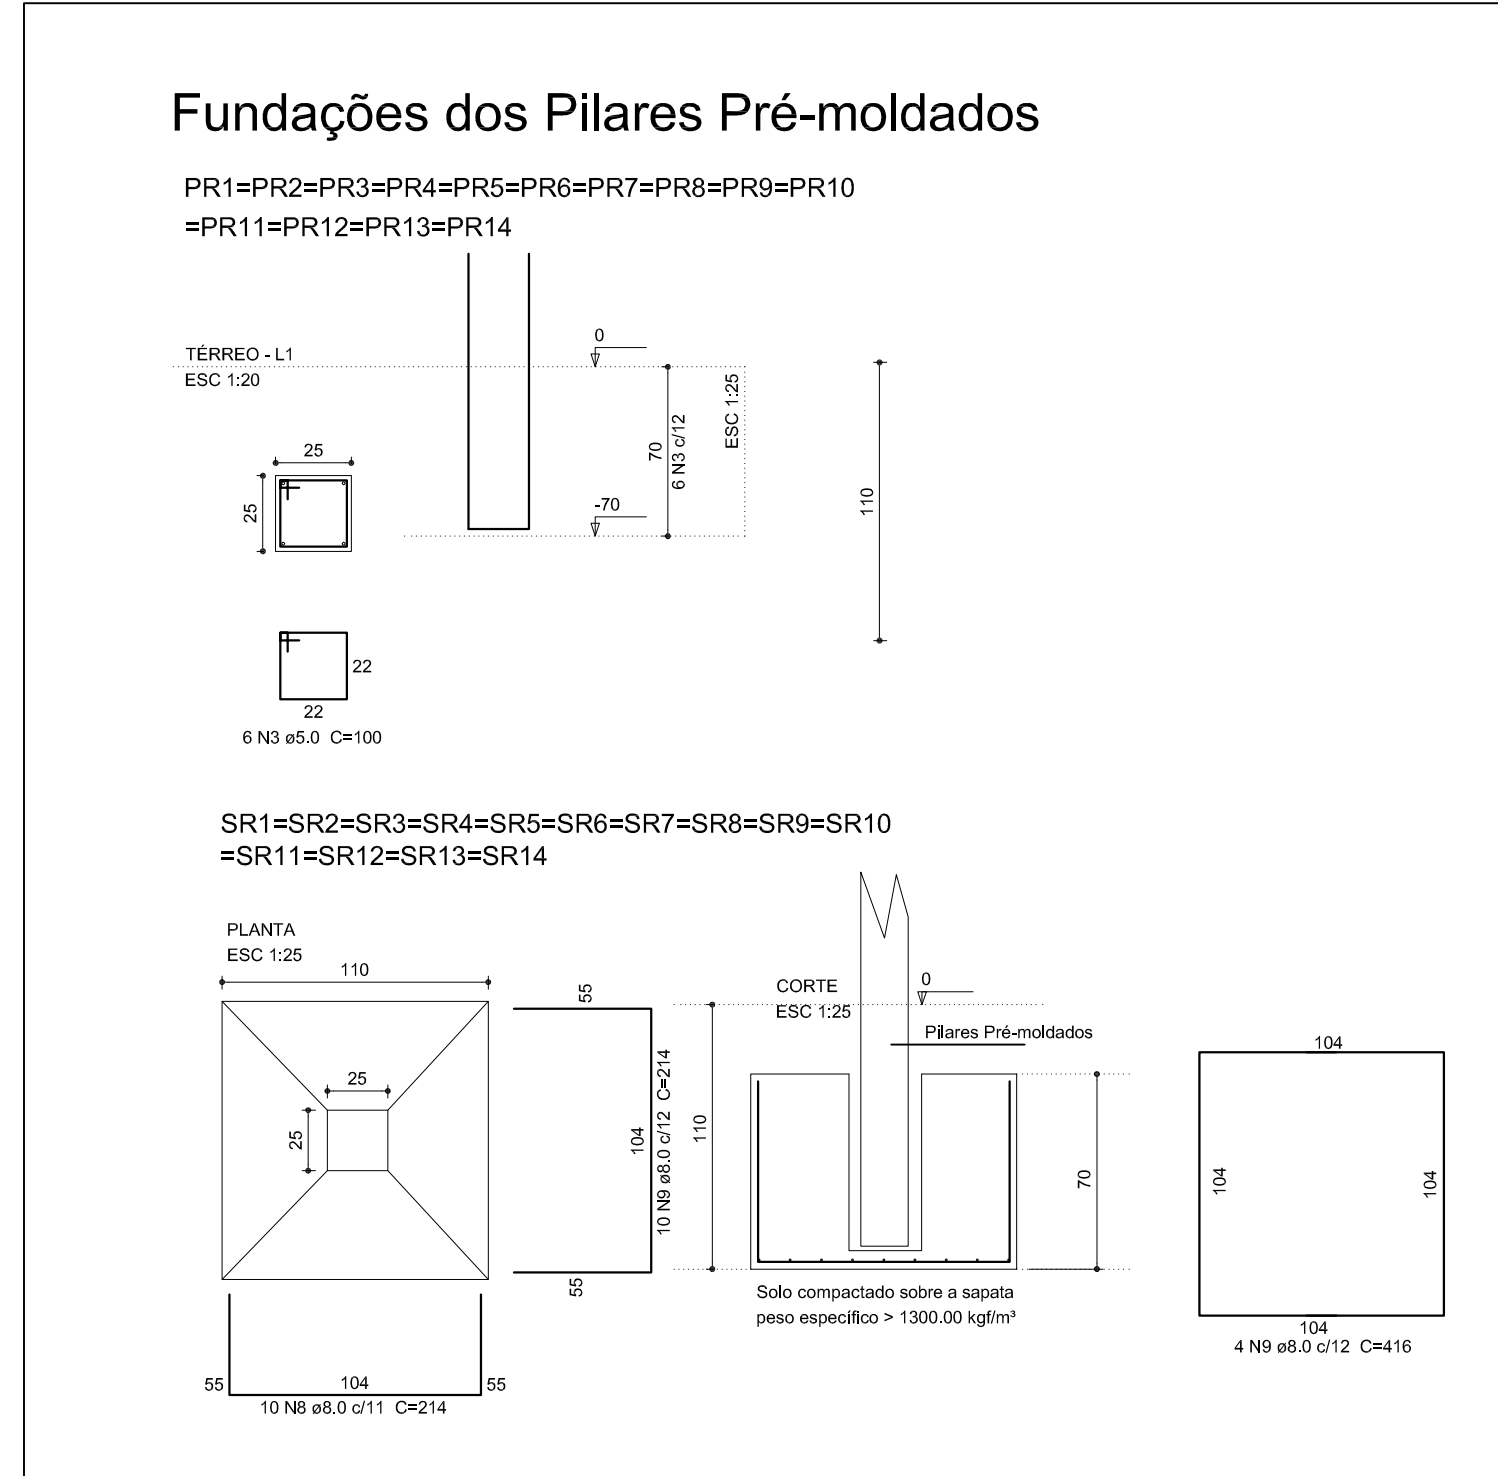 Fundações dos Pilares Pré-moldados
PR1=PR2=PR3=PR4=PR5=PR6=PR7=PR8=PR9=PR10
=PR11=PR12=PR13=PR14
TÉRREO - L1
ESC 1:20
0
70
6 N3 c/12
ESC 1:25
-70
110
25
25
22
22
6 N3 ø5.0 C=100
SR1=SR2=SR3=SR4=SR5=SR6=SR7=SR8=SR9=SR10
=SR11=SR12=SR13=SR14
PLANTA
ESC 1:25
110
25
25
55
104
10 N9 ø8.0 c/12 C=214
55
55
104
55
10 N8 ø8.0 c/11 C=214
CORTE
ESC 1:25
0
Pilares Pré-moldados
110
70
Solo compactado sobre a sapata
peso específico > 1300.00 kgf/m³
104
104
104
104
4 N9 ø8.0 c/12 C=416